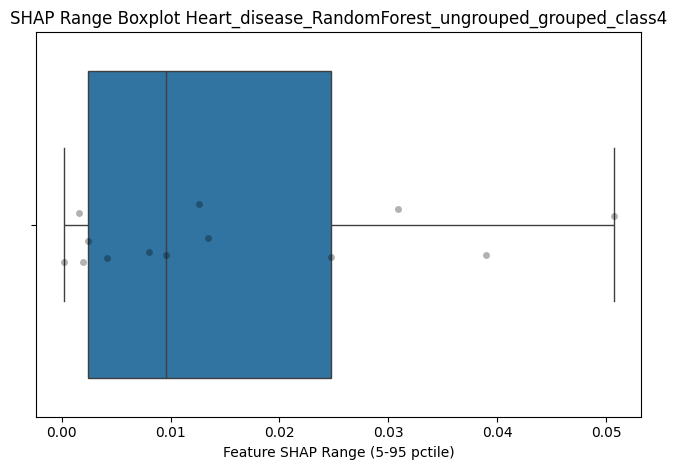 SHAP Range Boxplot Heart_disease_RandomForest_ungrouped_grouped_class4
0.00 0.01 0.02 0.03 0.04 0.05
Feature SHAP Range (5-95 pctile)